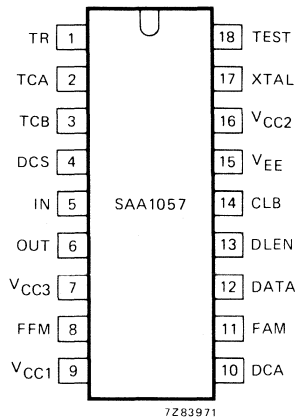 TR 1 18 TEST
TCA 2 17 XTAL
TCB 3 16 VCC2
DCS 4 15 VEE
IN 5 SAA1057 14 CLB
OUT 6 13 DLEN
VCC3 7 12 DATA
FFM 8 11 FAM
VCC1 9 10 DCA
7Z83971